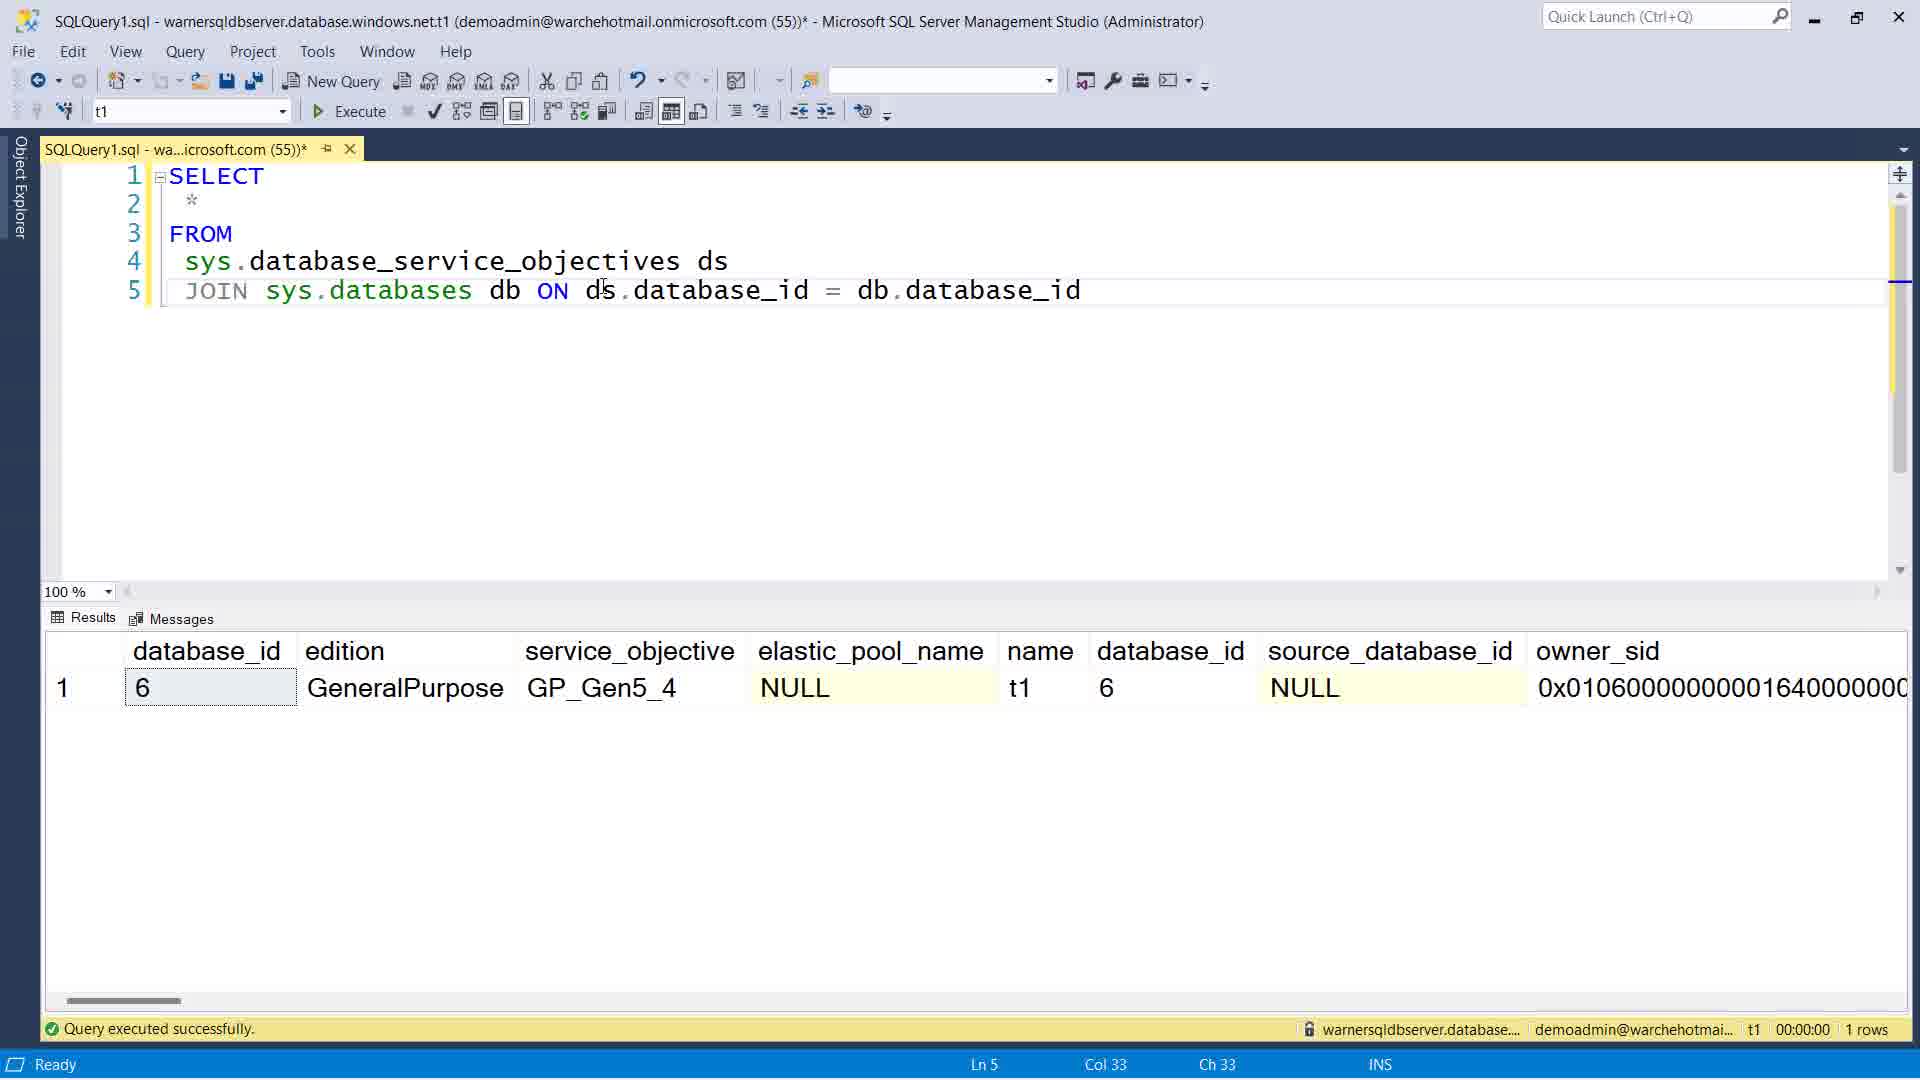 SQLQuery1.sql - warnersqldbserver.database.windows.net.t1 (demoadmin@warchehotmail.onmicrosoft.com (55))* - Microsoft SQL Server Management Studio (Administrator)
Quick Launch (Ctrl+Q)
File Edit View Query Project Tools Window Help
New Query
MDX DMX XMLA DAX
t1 Execute
Object Explorer
SQLQuery1.sql - wa...icrosoft.com (55))*
1 SELECT
2 *
3 FROM
4 sys.database_service_objectives ds
5 JOIN sys.databases db ON ds.database_id = db.database_id
100 %
Results Messages
database_id edition service_objective elastic_pool_name name database_id source_database_id owner_sid
1 6 GeneralPurpose GP_Gen5_4 NULL t1 6 NULL
Query executed successfully. warnersqldbserver.database.... demoadmin@warchehotmai... t1 00:00:00 1 rows
Ready Ln 5 Col 33 Ch 33 INS